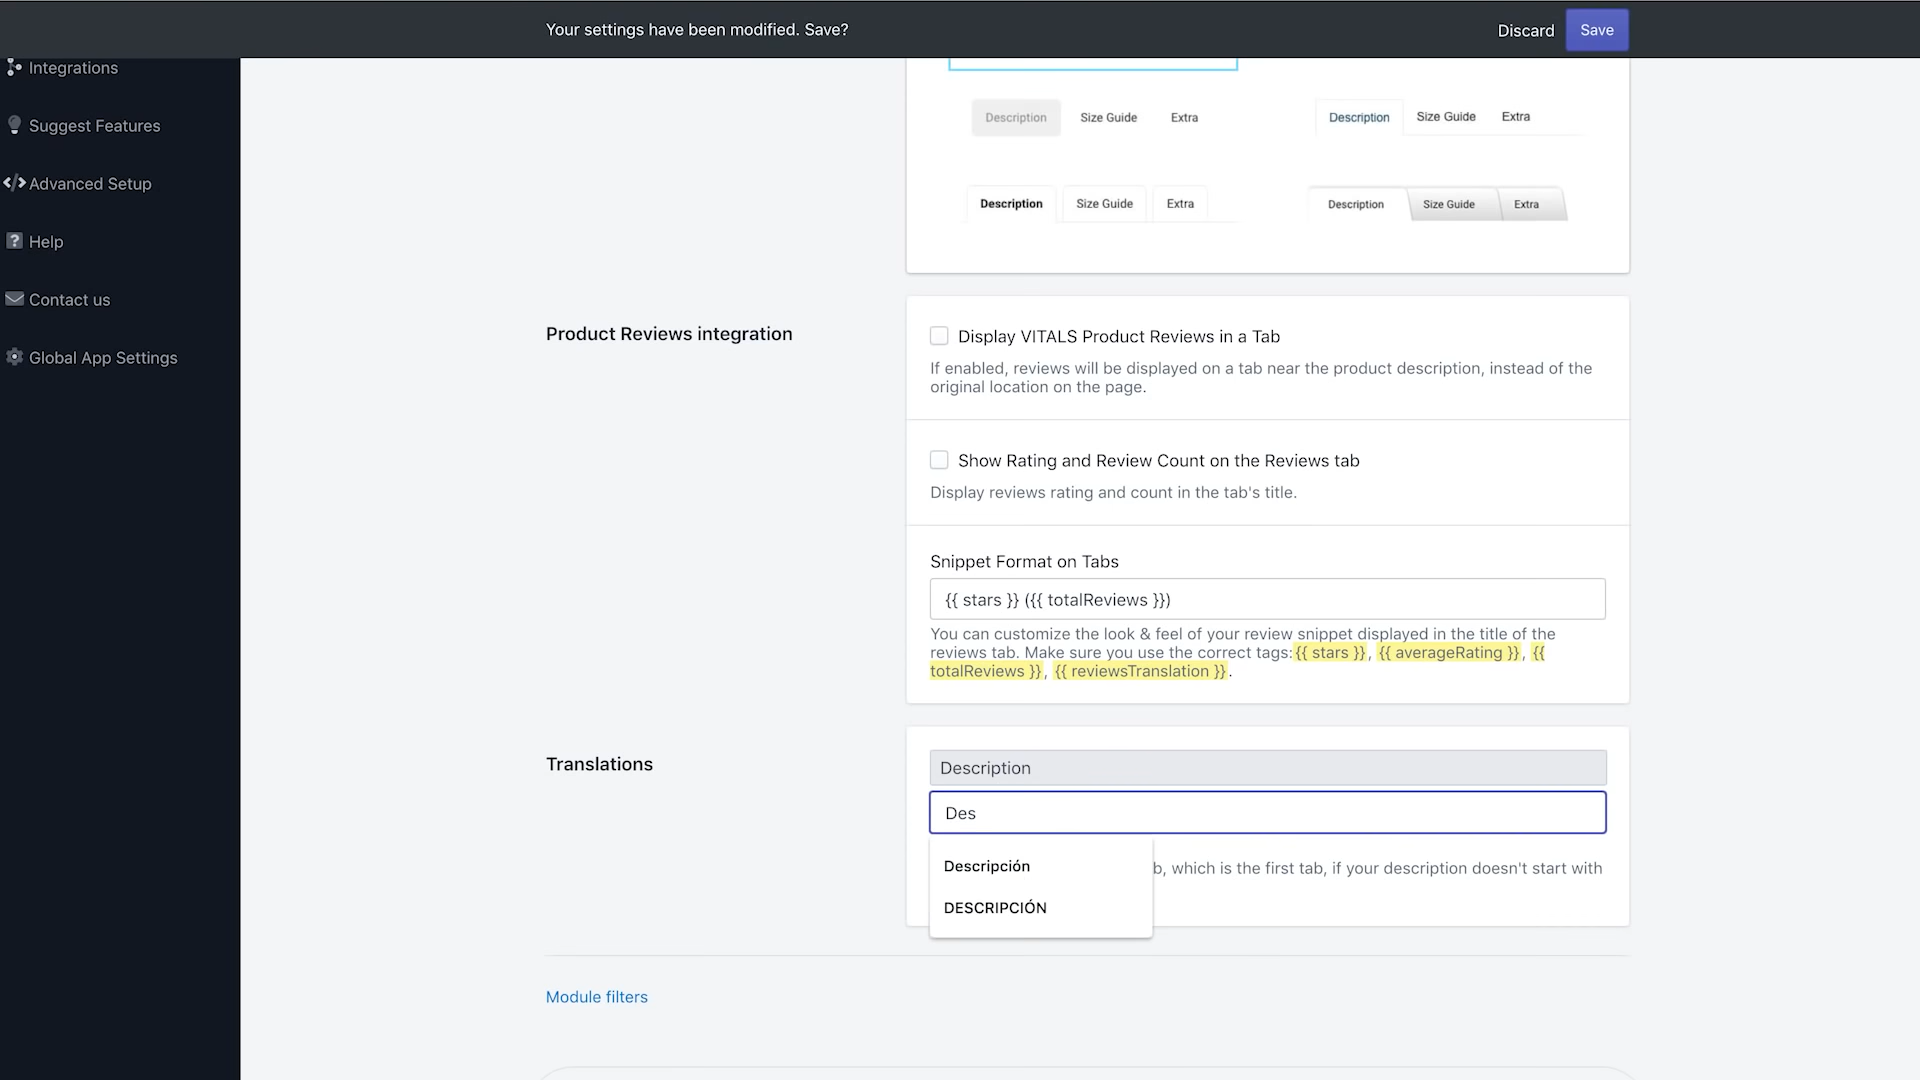 Your settings have been modified. Save?
Discard
Save
Integrations
Suggest Features
Advanced Setup
Help
Contact us
Global App Settings
Description Size Guide Extra
Description Size Guide Extra
Description Size Guide Extra
Description Size Guide Extra
Product Reviews integration
Display VITALS Product Reviews in a Tab
If enabled, reviews will be displayed on a tab near the product description, instead of the
original location on the page.
Show Rating and Review Count on the Reviews tab
Display reviews rating and count in the tab's title.
Snippet Format on Tabs
{{ stars }} ({{ totalReviews }})
You can customize the look & feel of your review snippet displayed in the title of the
reviews tab. Make sure you use the correct tags: {{ stars }}, {{ averageRating }}, {{
totalReviews }}, {{ reviewsTranslation }}.
Translations
Description
Des
Descripción
DESCRIPCIÓN
b, which is the first tab, if your description doesn't start with
Module filters